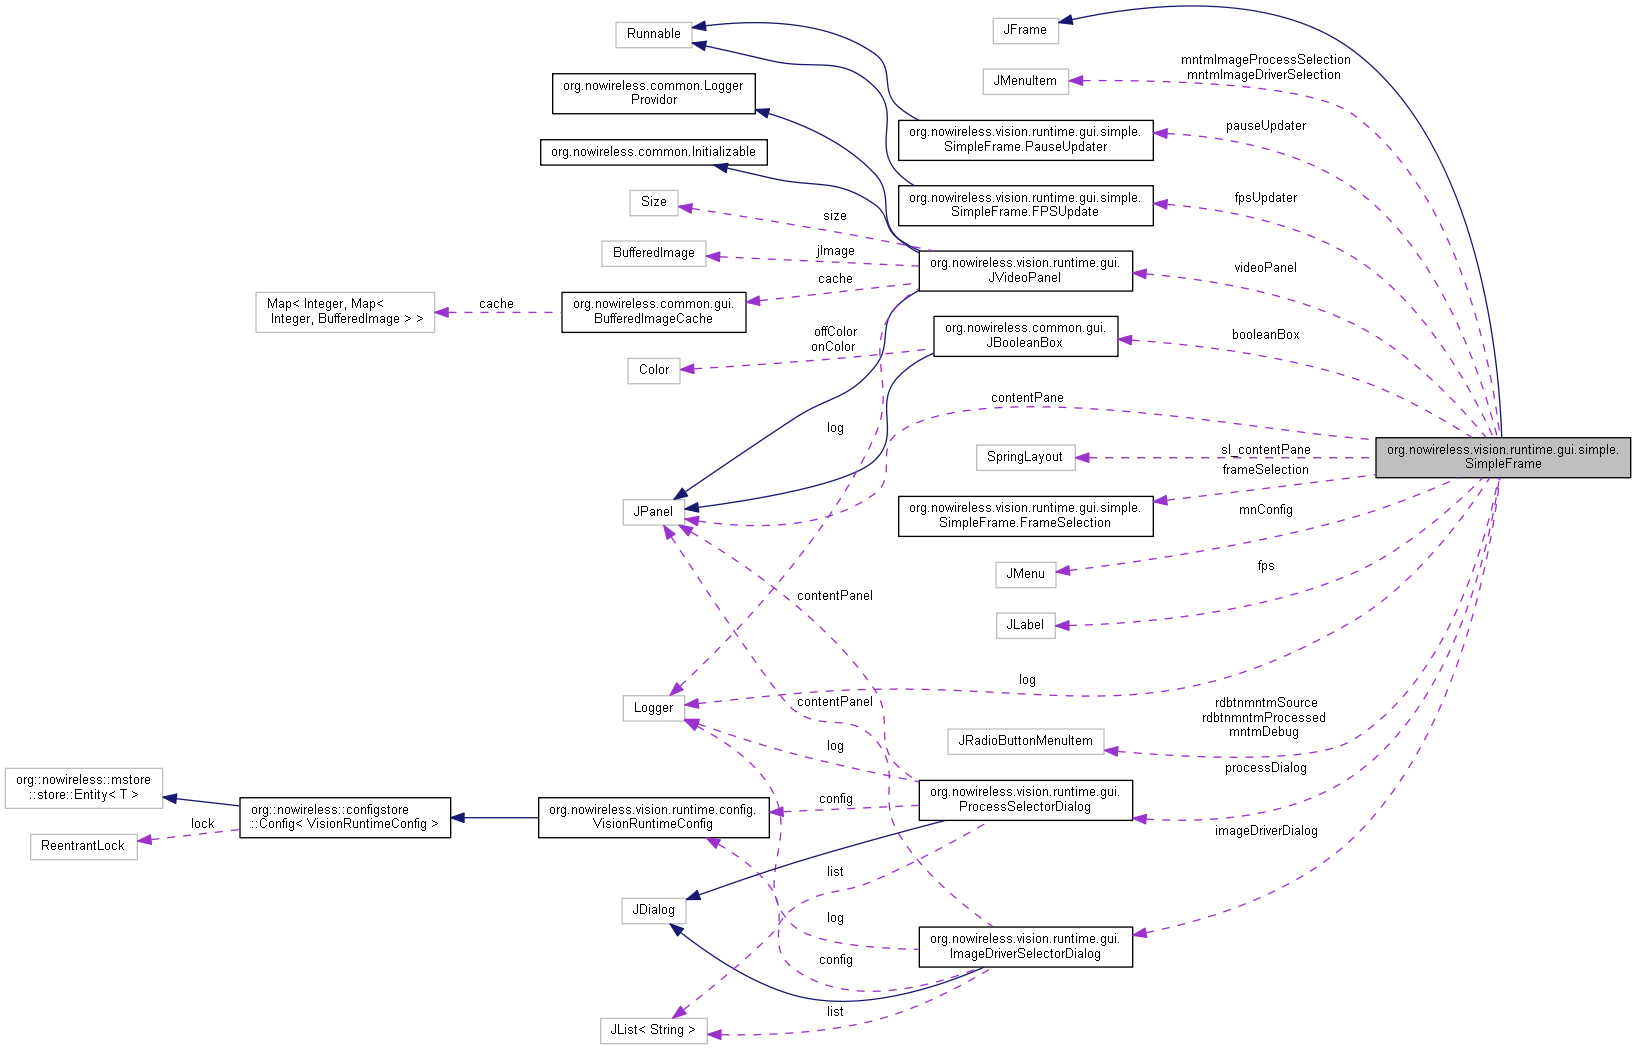 Runnable
JFrame
JMenuItem
mntmImageProcessSelection
mntmImageDriverSelection
org.nowireless.common.Logger
Providor
org.nowireless.vision.runtime.gui.simple.
SimpleFrame.PauseUpdater
pauseUpdater
org.nowireless.common.Initializable
Size
size
org.nowireless.vision.runtime.gui.simple.
SimpleFrame.FPSUpdate
fpsUpdater
BufferedImage
jImage
org.nowireless.vision.runtime.gui.
JVideoPanel
videoPanel
Map< Integer, Map<
Integer, BufferedImage > >
cache
org.nowireless.common.gui.
BufferedImageCache
cache
offColor
onColor
org.nowireless.common.gui.
JBooleanBox
booleanBox
Color
contentPane
log
SpringLayout
sl_contentPane
frameSelection
org.nowireless.vision.runtime.gui.simple.
SimpleFrame
JPanel
org.nowireless.vision.runtime.gui.simple.
SimpleFrame.FrameSelection
mnConfig
JMenu
fps
contentPanel
JLabel
log
contentPanel
Logger
rdbtnmntmSource
rdbtnmntmProcessed
mntmDebug
log
JRadioButtonMenuItem
processDialog
org::nowireless::mstore
::store::Entity< T >
org::nowireless::configstore
::Config< VisionRuntimeConfig >
lock
ReentrantLock
org.nowireless.vision.runtime.config.
VisionRuntimeConfig
config
org.nowireless.vision.runtime.gui.
ProcessSelectorDialog
imageDriverDialog
list
JDialog
log
org.nowireless.vision.runtime.gui.
ImageDriverSelectorDialog
config
list
JList< String >